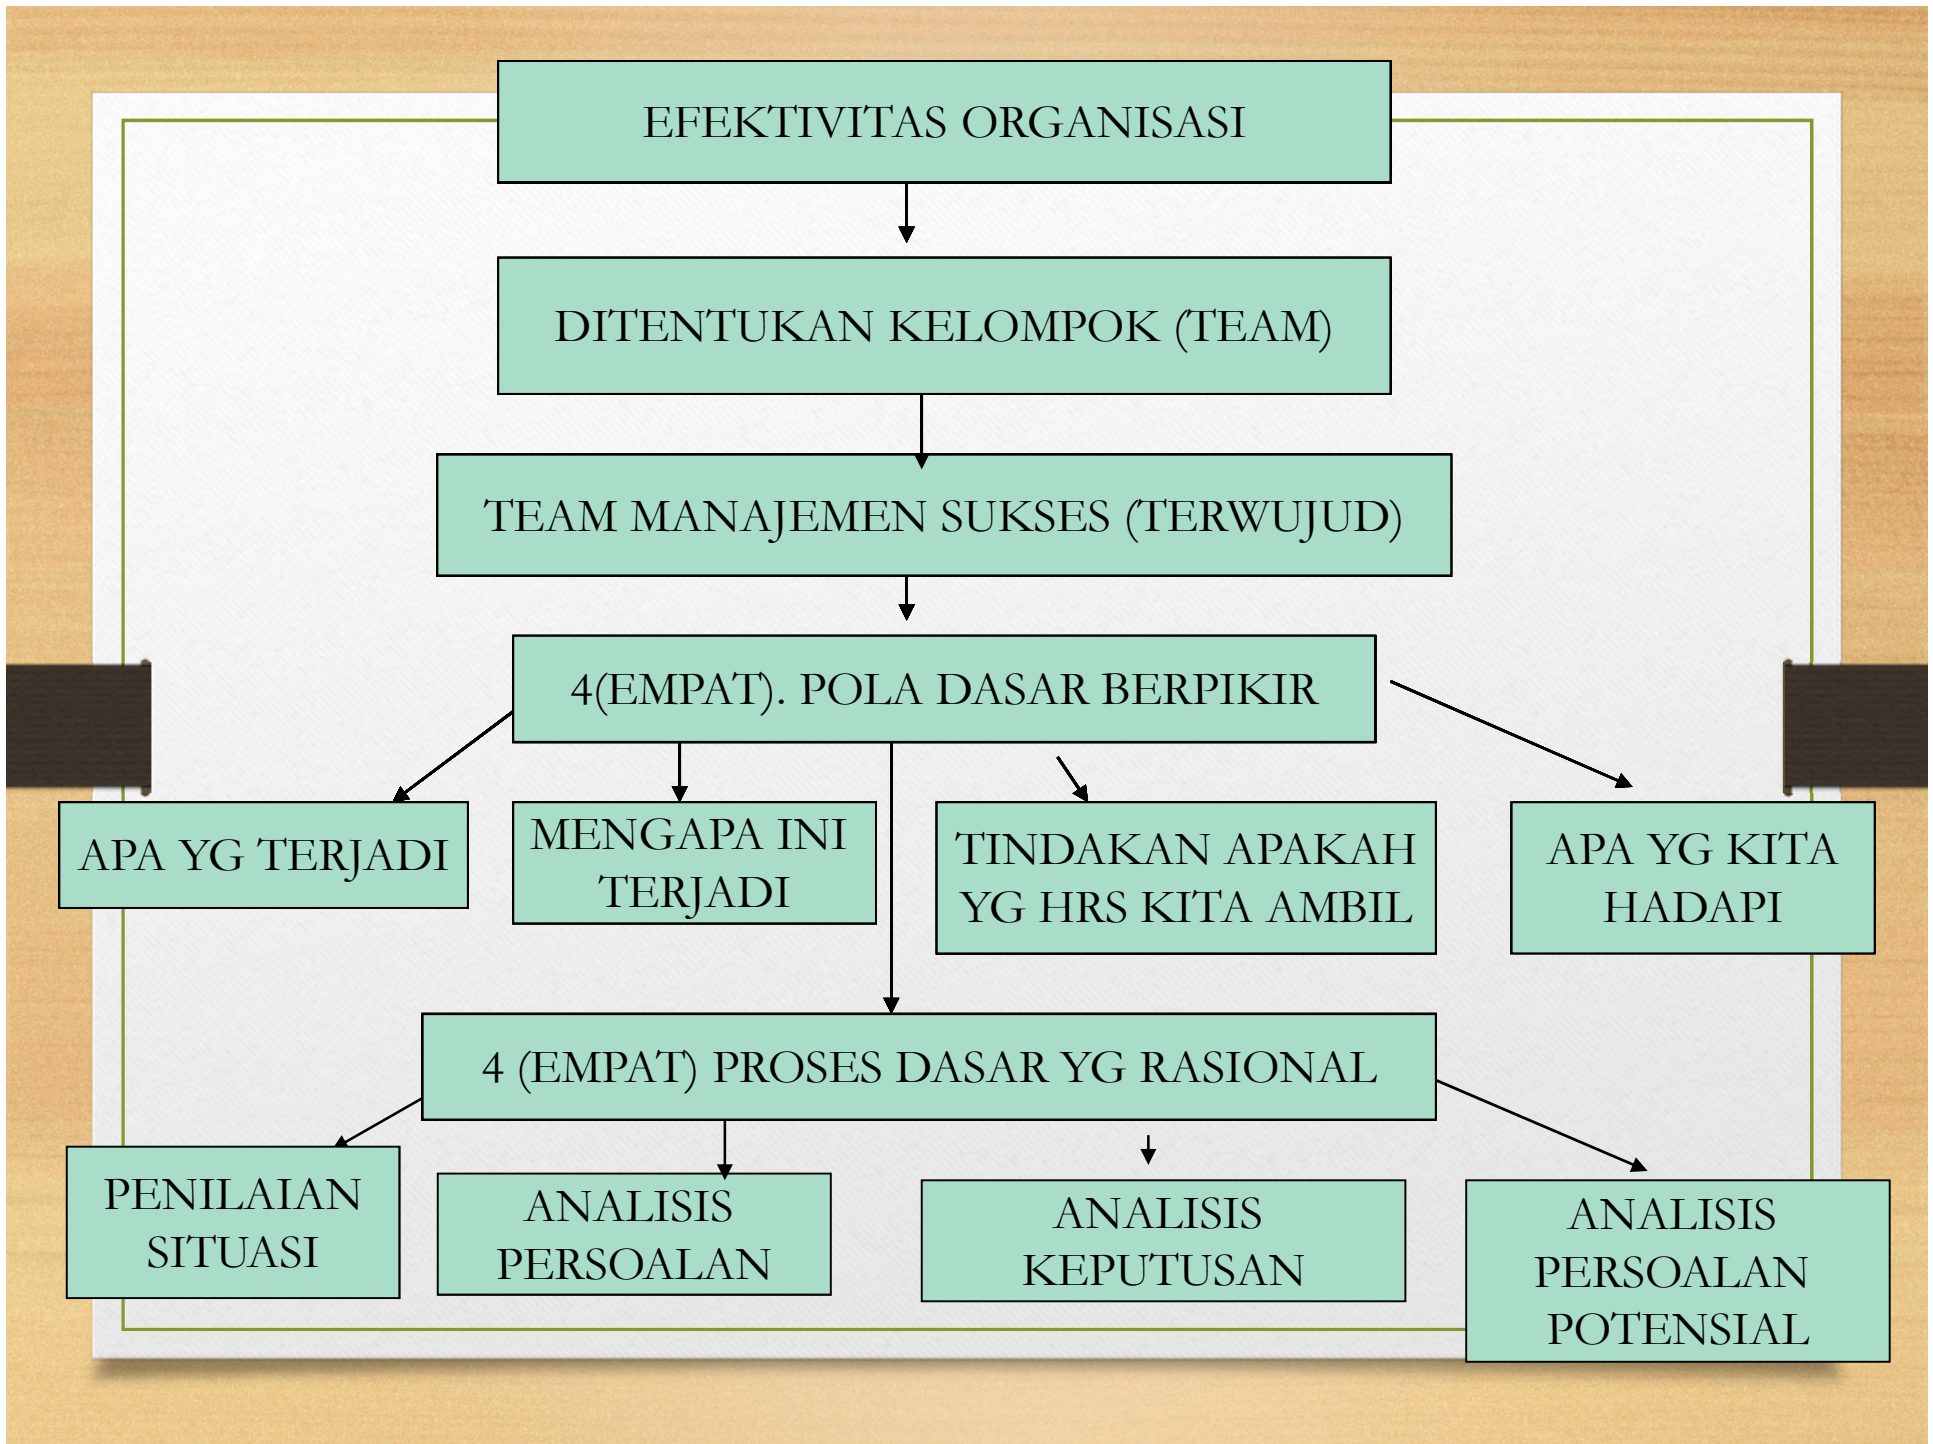 EFEKTIVITAS ORGANISASI
DITENTUKAN KELOMPOK (TEAM)
TEAM MANAJEMEN SUKSES (TERWUJUD)
4(EMPAT). POLA DASAR BERPIKIR
APA YG TERJADI
MENGAPA INI
TERJADI
TINDAKAN APAKAH
YG HRS KITA AMBIL
APA YG KITA
HADAPI
4 (EMPAT) PROSES DASAR YG RASIONAL
PENILAIAN
SITUASI
ANALISIS
PERSOALAN
ANALISIS
KEPUTUSAN
ANALISIS
PERSOALAN
POTENSIAL